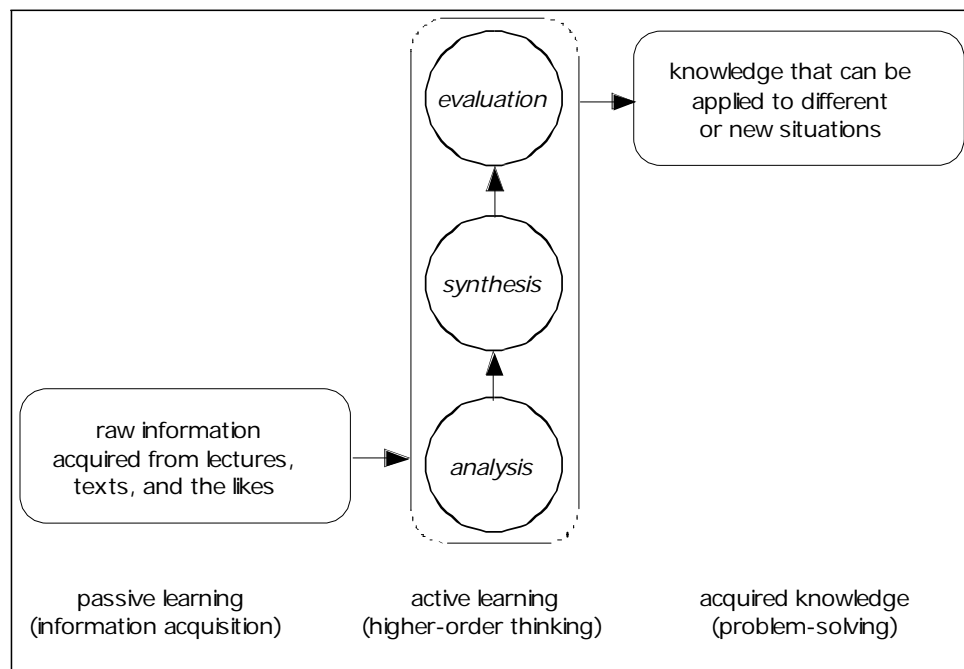 evaluation
knowledge that can be
applied to different
or new situations
synthesis
raw information
acquired from lectures,
texts, and the likes
analysis
passive learning
(information acquisition)
active learning
(higher-order thinking)
acquired knowledge
(problem-solving)